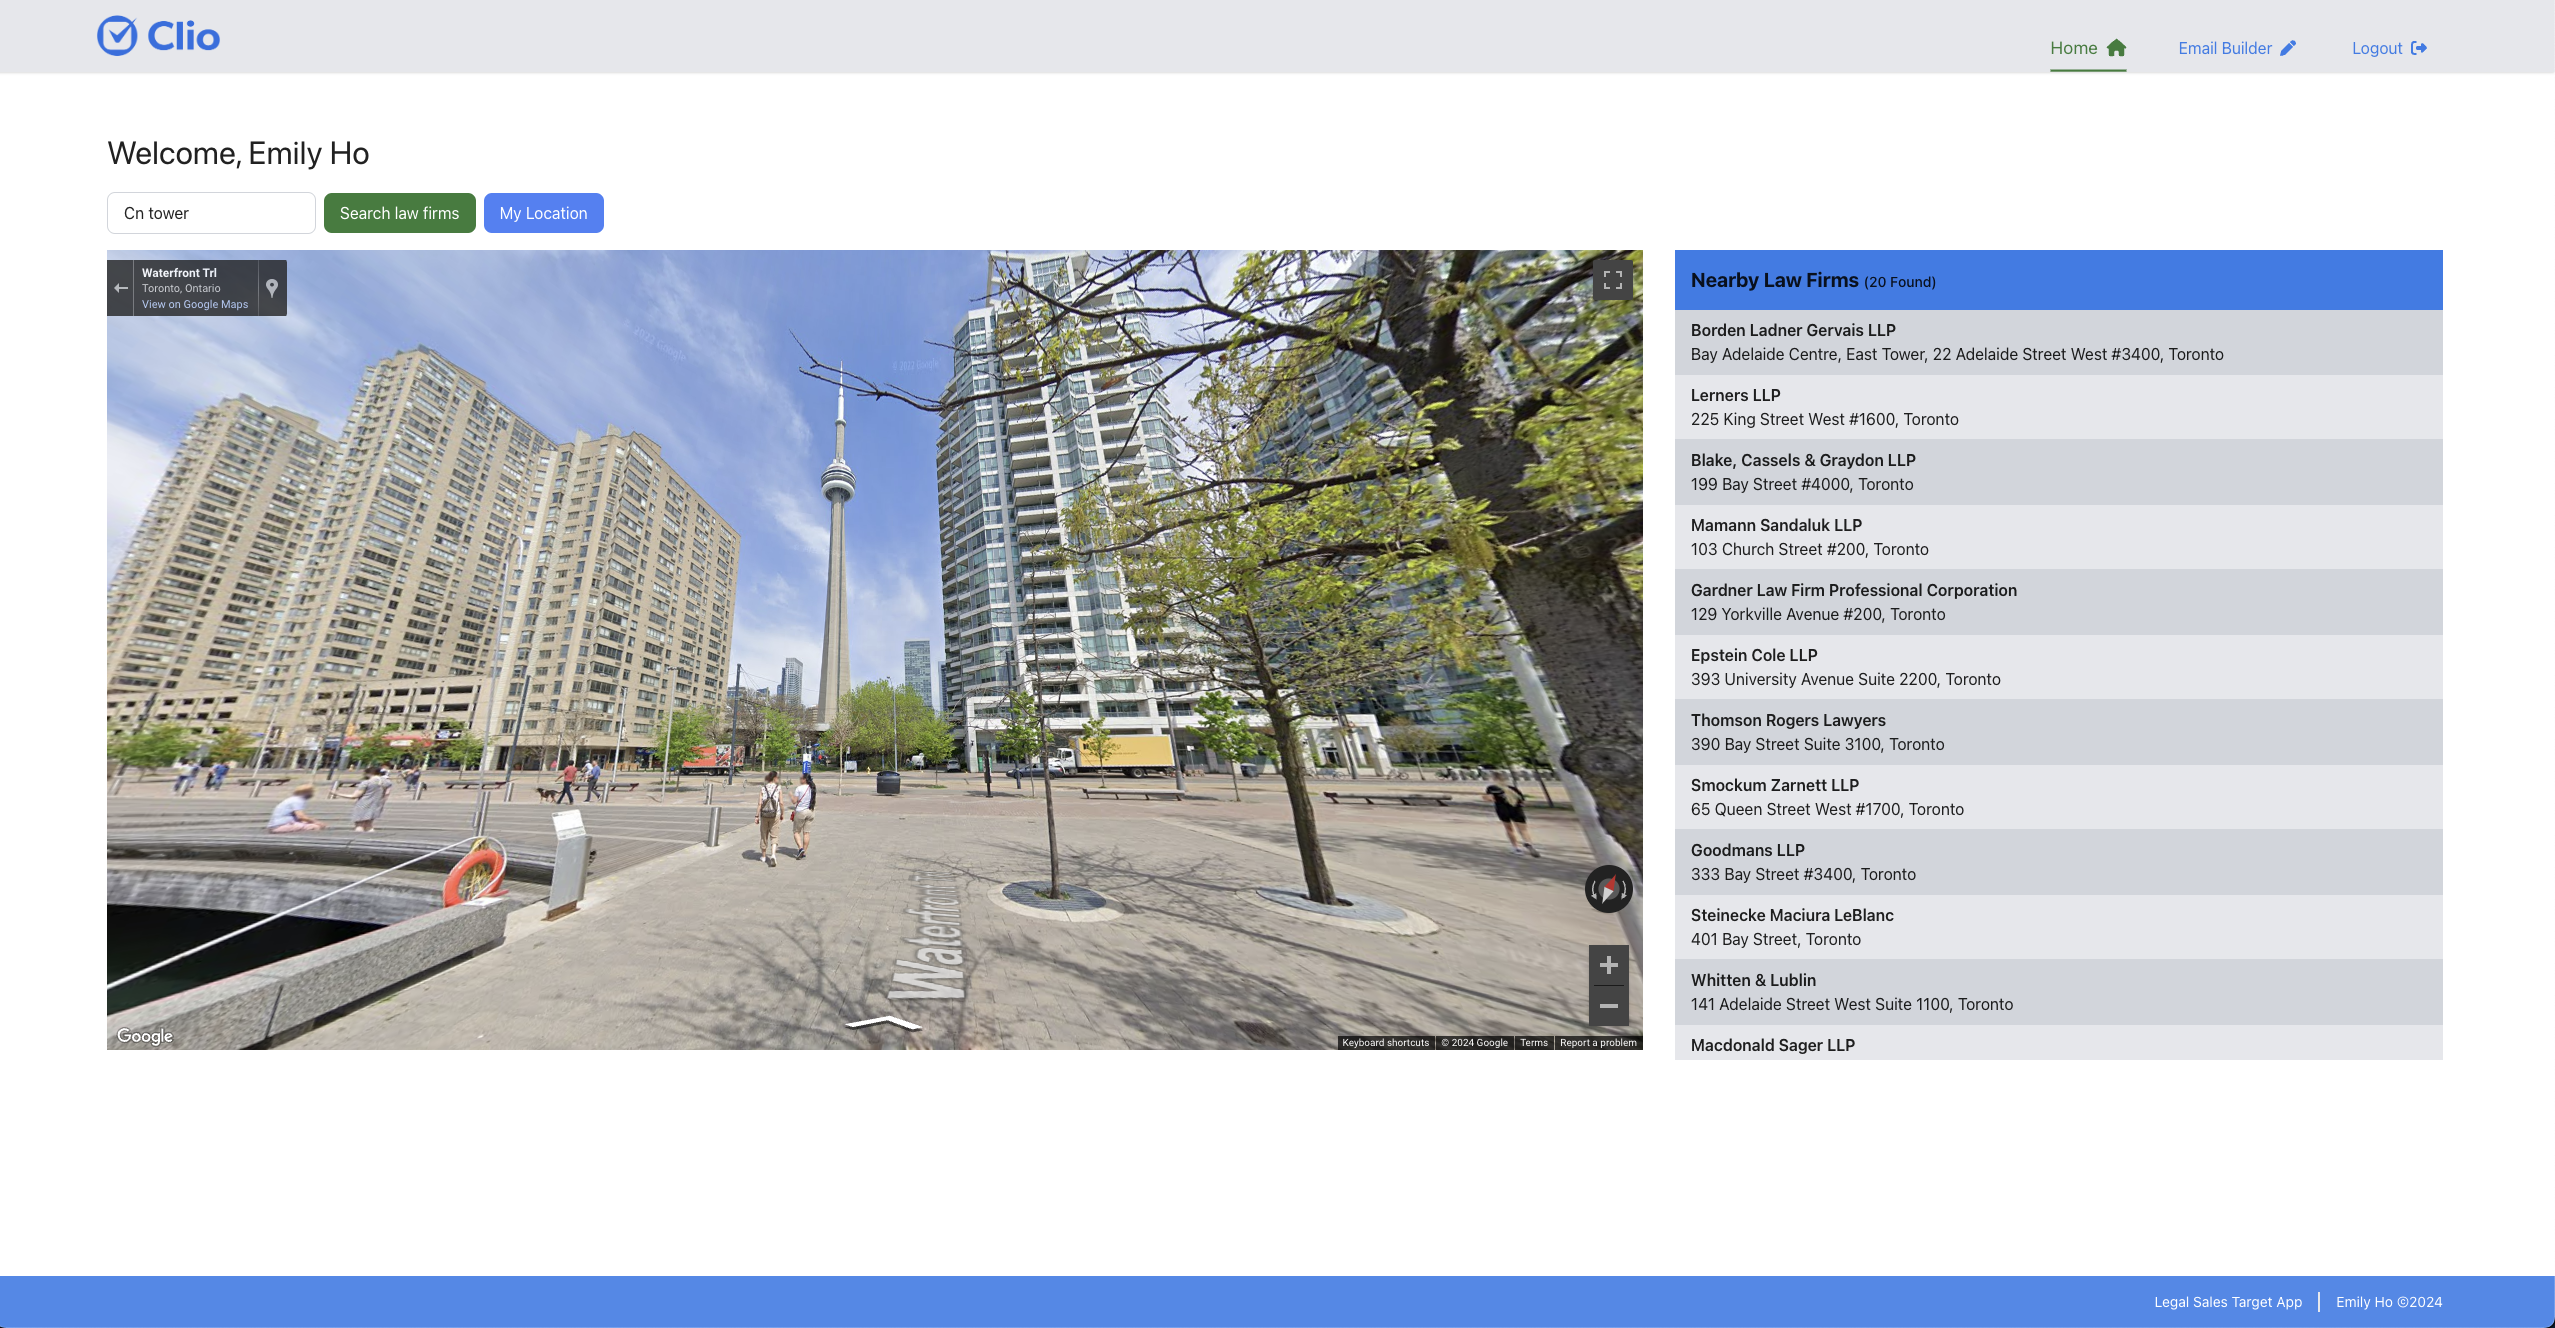 Clio
Home
Email Builder
Logout
Welcome, Emily Ho
Cn tower
Search law firms
My Location
Waterfront Trl
Toronto, Ontario
View on Google Maps
© 2022 Google
© 2022 Google
Waterfront
Google
Keyboard shortcuts
© 2024 Google
Terms
Report a problem
Nearby Law Firms (20 Found)
Borden Ladner Gervais LLP
Bay Adelaide Centre, East Tower, 22 Adelaide Street West #3400, Toronto
Lerners LLP
225 King Street West #1600, Toronto
Blake, Cassels & Graydon LLP
199 Bay Street #4000, Toronto
Mamann Sandaluk LLP
103 Church Street #200, Toronto
Gardner Law Firm Professional Corporation
129 Yorkville Avenue #200, Toronto
Epstein Cole LLP
393 University Avenue Suite 2200, Toronto
Thomson Rogers Lawyers
390 Bay Street Suite 3100, Toronto
Smockum Zarnett LLP
65 Queen Street West #1700, Toronto
Goodmans LLP
333 Bay Street #3400, Toronto
Steinecke Maciura LeBlanc
401 Bay Street, Toronto
Whitten & Lublin
141 Adelaide Street West Suite 1100, Toronto
Macdonald Sager LLP
Legal Sales Target App
Emily Ho ©2024